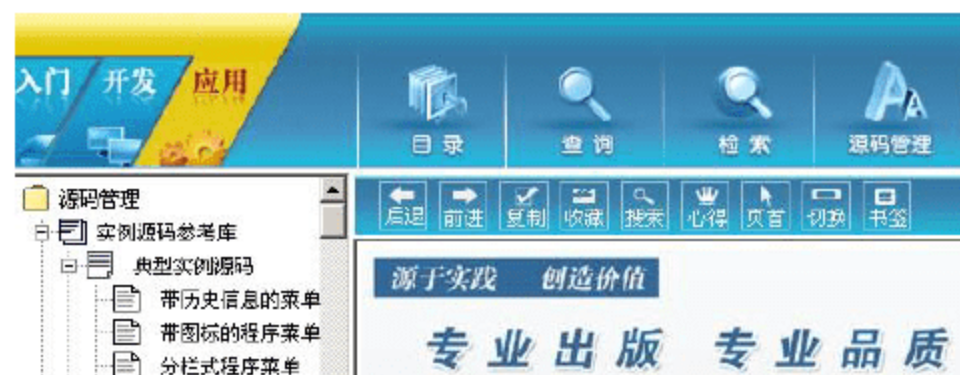 入门 开发 应用
目录 查询 检索 源码管理
源码管理
后退 前进 复制 收藏 搜索 心得 页首 切换 书签
实例源码参考库
典型实例源码
源于实践 创造价值
带历史信息的菜单
带图标的程序菜单
专业出版 专业品质
分栏式程序菜单